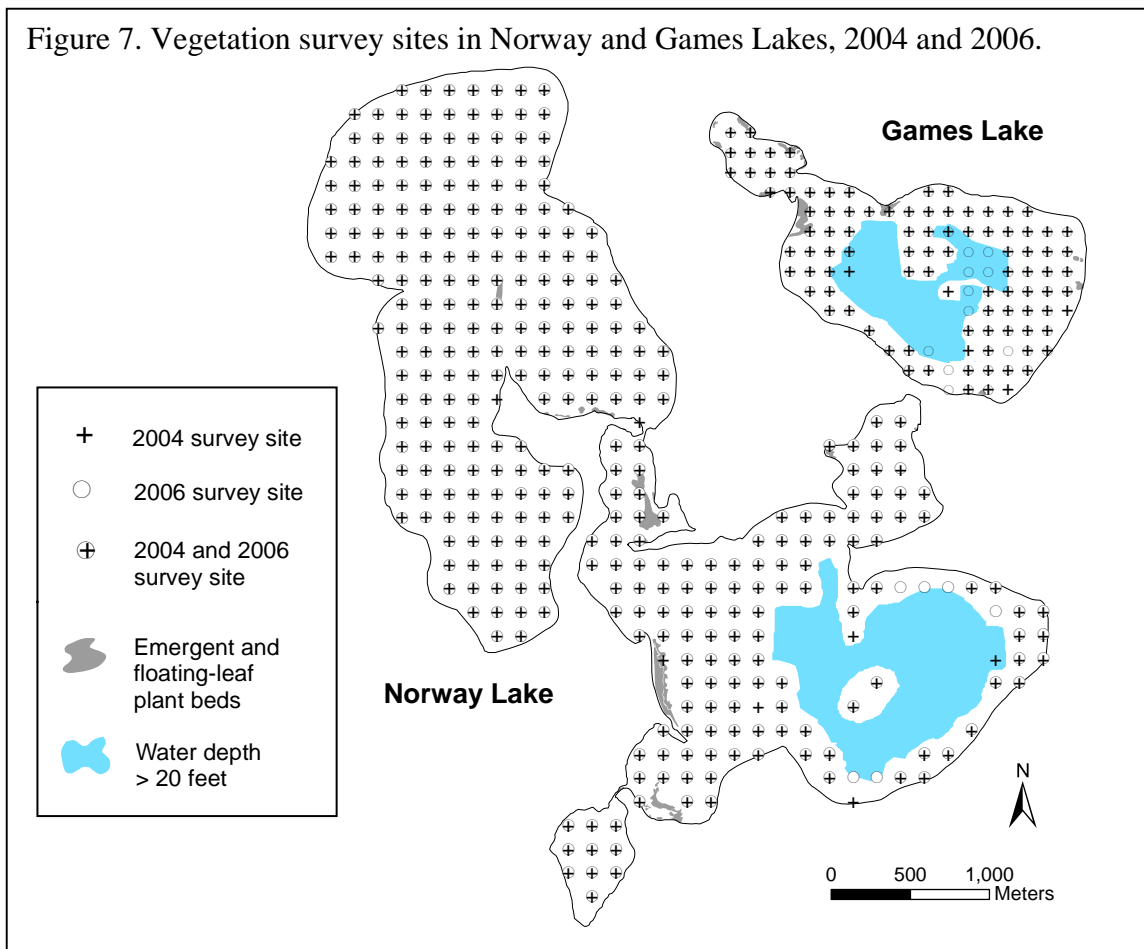 Figure 7. Vegetation survey sites in Norway and Games Lakes, 2004 and 2006.
Games Lake
2004 survey site
2006 survey site
2004 and 2006
survey site
Emergent and
floating-leaf
plant beds
Water depth
> 20 feet
Norway Lake
N
0 500 1,000
Meters